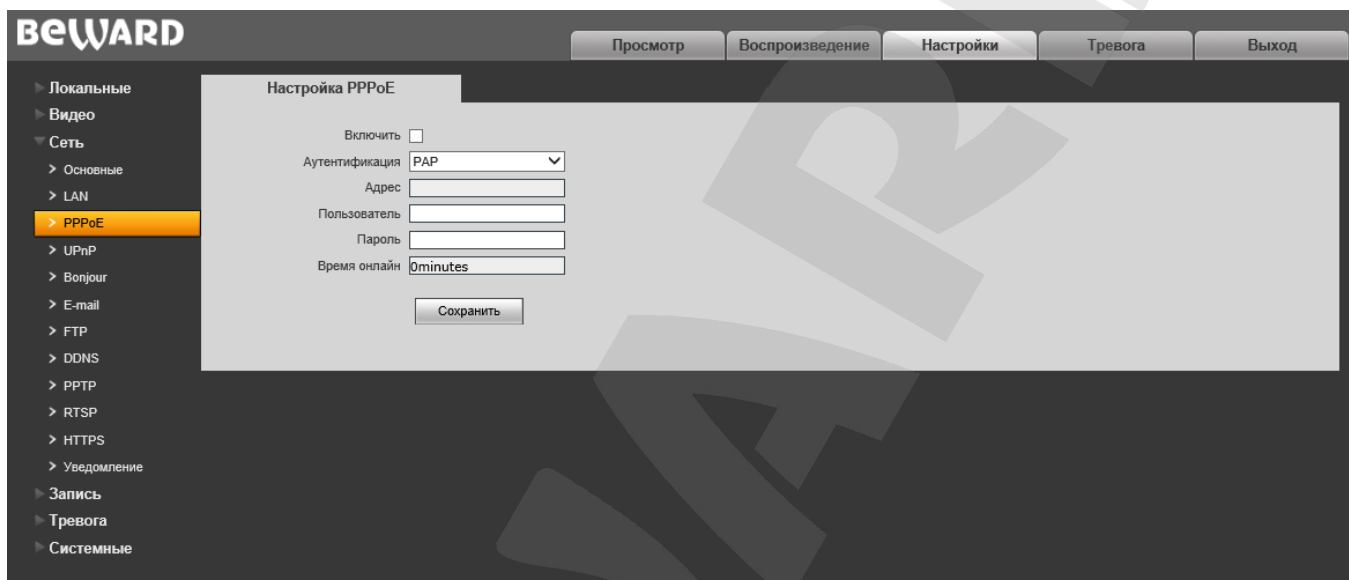 BEWARD
Просмотр Воспроизведение Настройки Тревога Выход
Локальные
Видео
Сеть
Основные
LAN
PPPoE
UPnP
Bonjour
E-mail
FTP
DDNS
PPTP
RTSP
HTTPS
Уведомление
Запись
Тревога
Системные
Настройка PPPoE
Включить
Аутентификация PAP
Адрес
Пользователь
Пароль
Время онлайн 0minutes
Сохранить